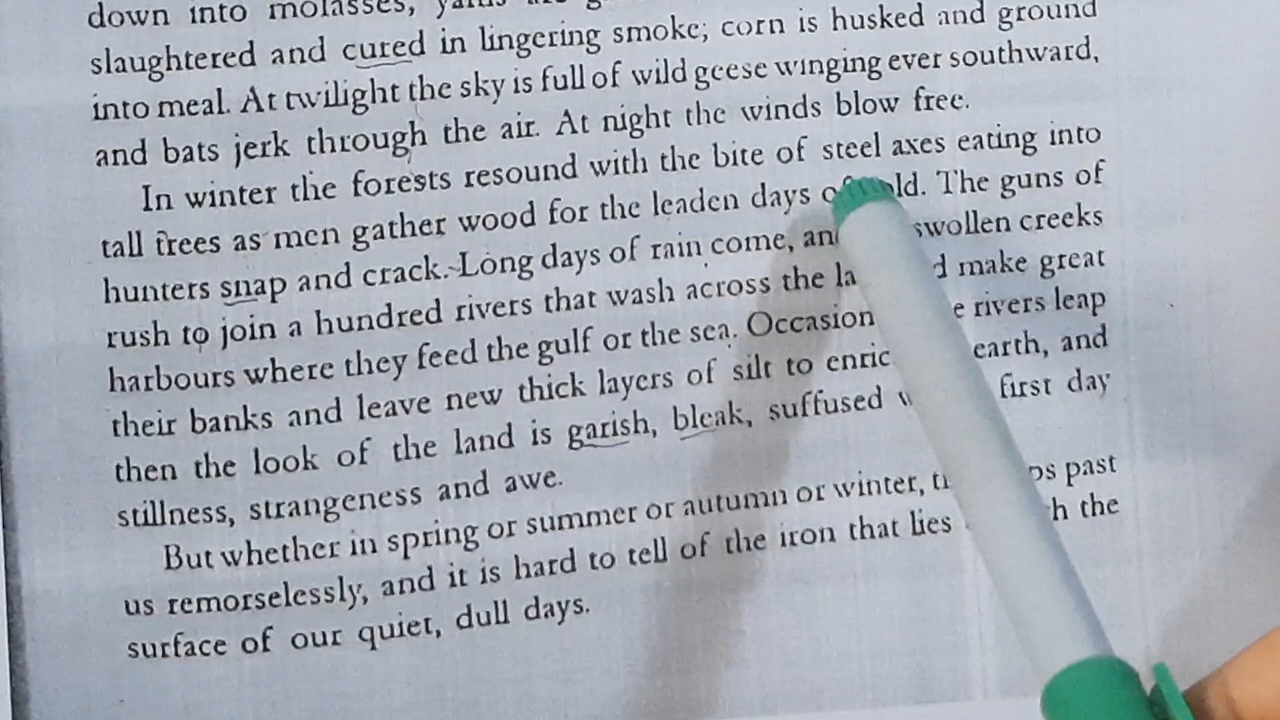 down into molasses,
slaughtered and cured in lingering smoke; corn is husked and ground
into meal. At twilight the sky is full of wild geese winging ever southward,
and bats jerk through the air. At night the winds blow free.
In winter the forests resound with the bite of steel axes eating into
tall trees as men gather wood for the leaden days of The guns of
hunters snap and crack. Long days of rain come, swollen creeks
rush to join a hundred rivers that wash across the make great
harbours where they feed the gulf or the sea. rivers leap
their banks and leave new thick layers of silt to earth, and
then the look of the land is garish, bleak, suffused first day
stillness, strangeness and awe.
But whether in spring or summer or autumn or winter, past
us remorselessly, and it is hard to tell of the iron that lies the
surface of our quiet, dull days.